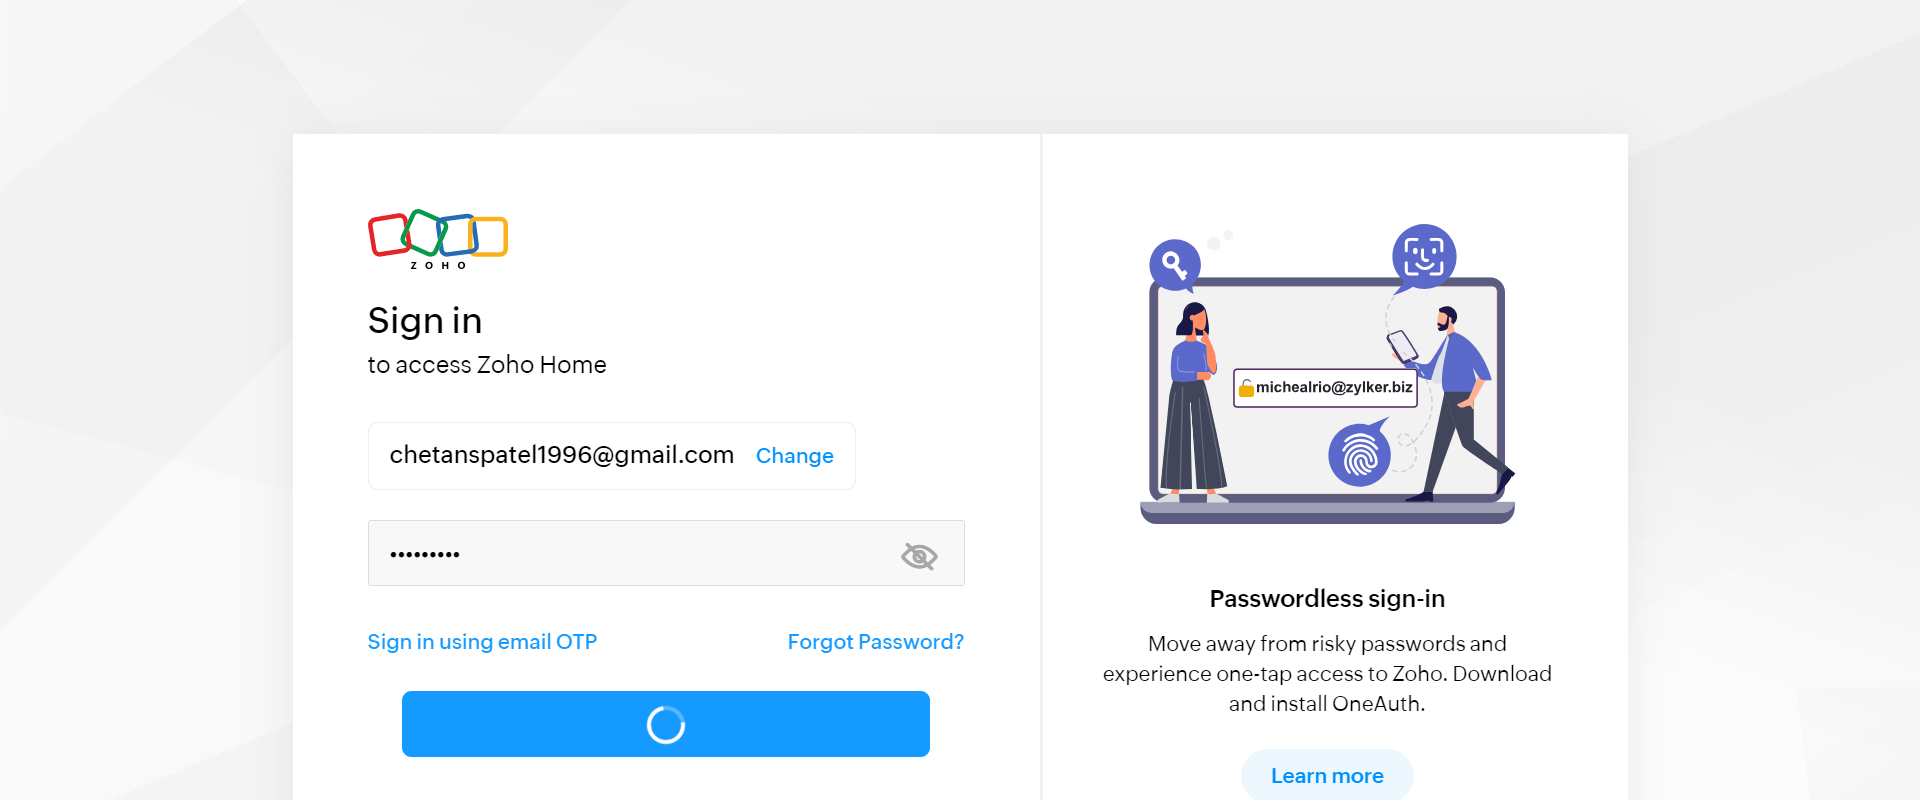 ZOHO
Sign in
to access Zoho Home
chetanspatel1996@gmail.com Change
•••••••••
Sign in using email OTP Forgot Password?
michealrio@zylker.biz
Passwordless sign-in
Move away from risky passwords and
experience one-tap access to Zoho. Download
and install OneAuth.
Learn more